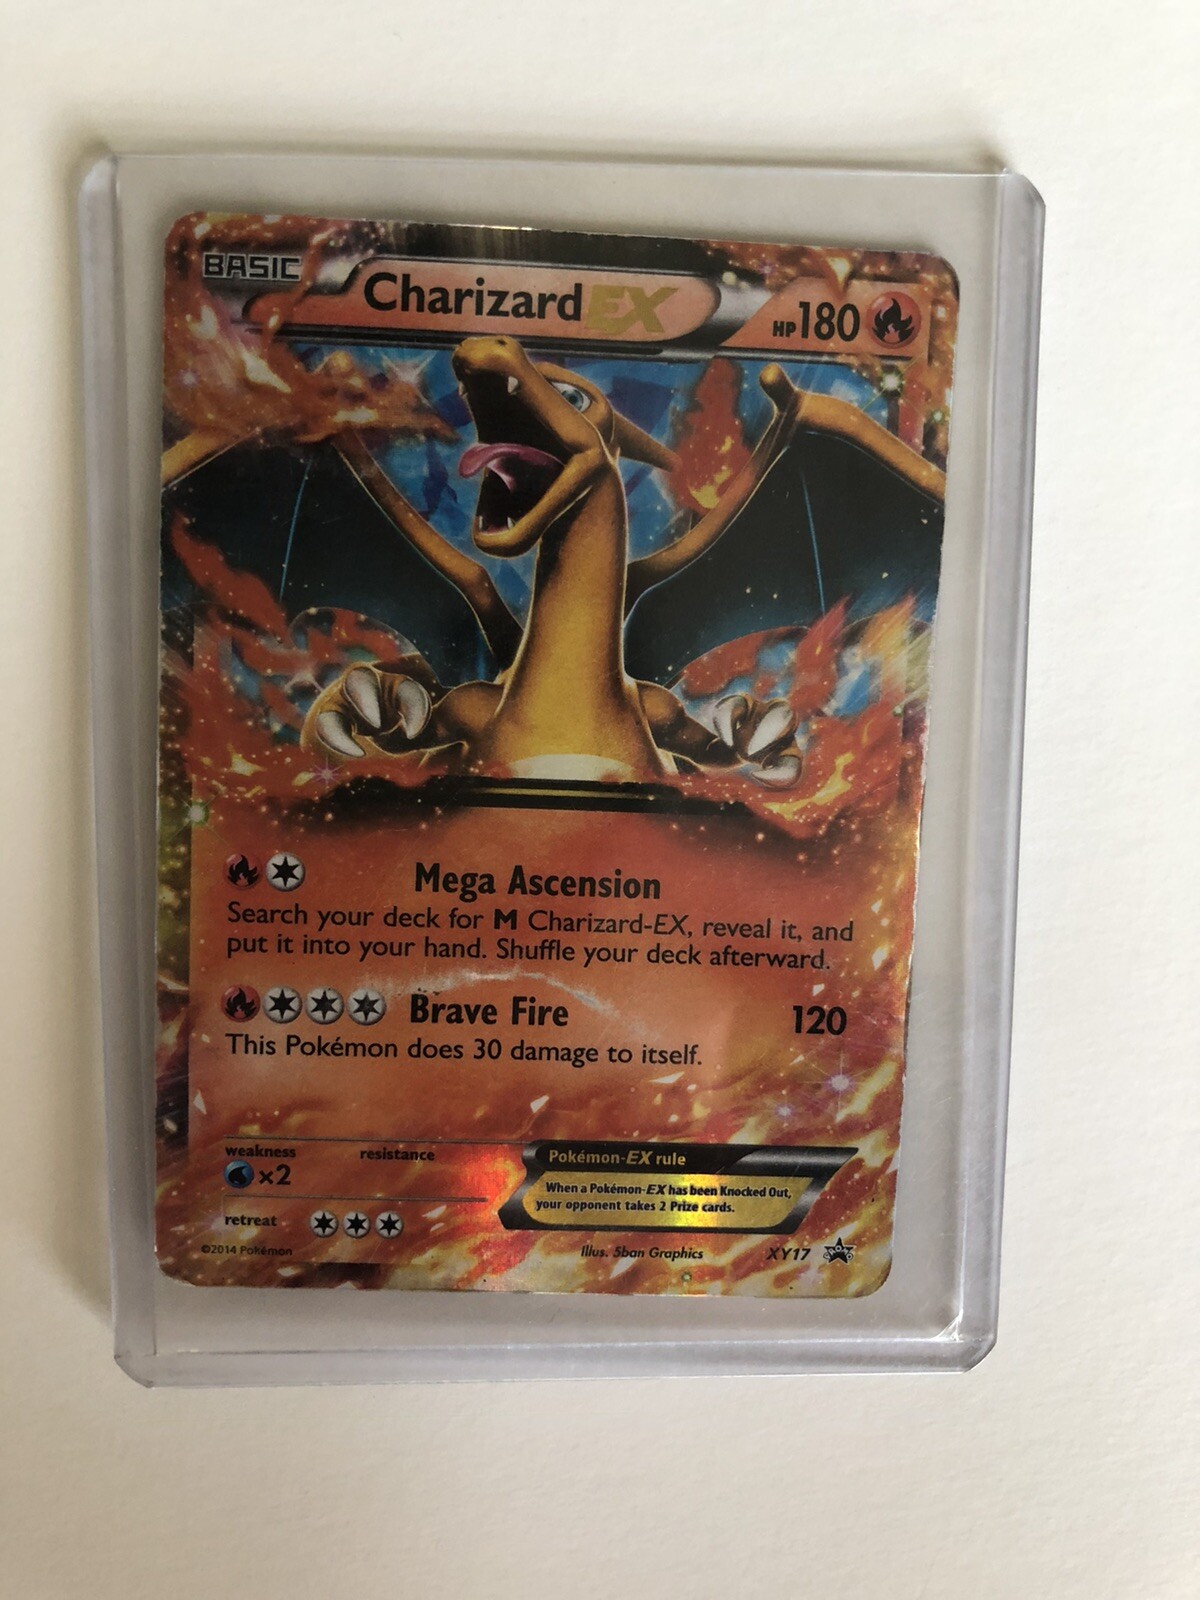 BASIC
CharizardEX
HP180
Mega Ascension
Search your deck for M Charizard-EX, reveal it, and
put it into your hand. Shuffle your deck afterward.
Brave Fire 120
This Pokémon does 30 damage to itself.
weakness resistance
×2
retreat
Pokémon-EX rule
When a Pokémon-EX has been Knocked Out,
your opponent takes 2 Prize cards.
©2014 Pokémon
Illus. 5ban Graphics
XY17